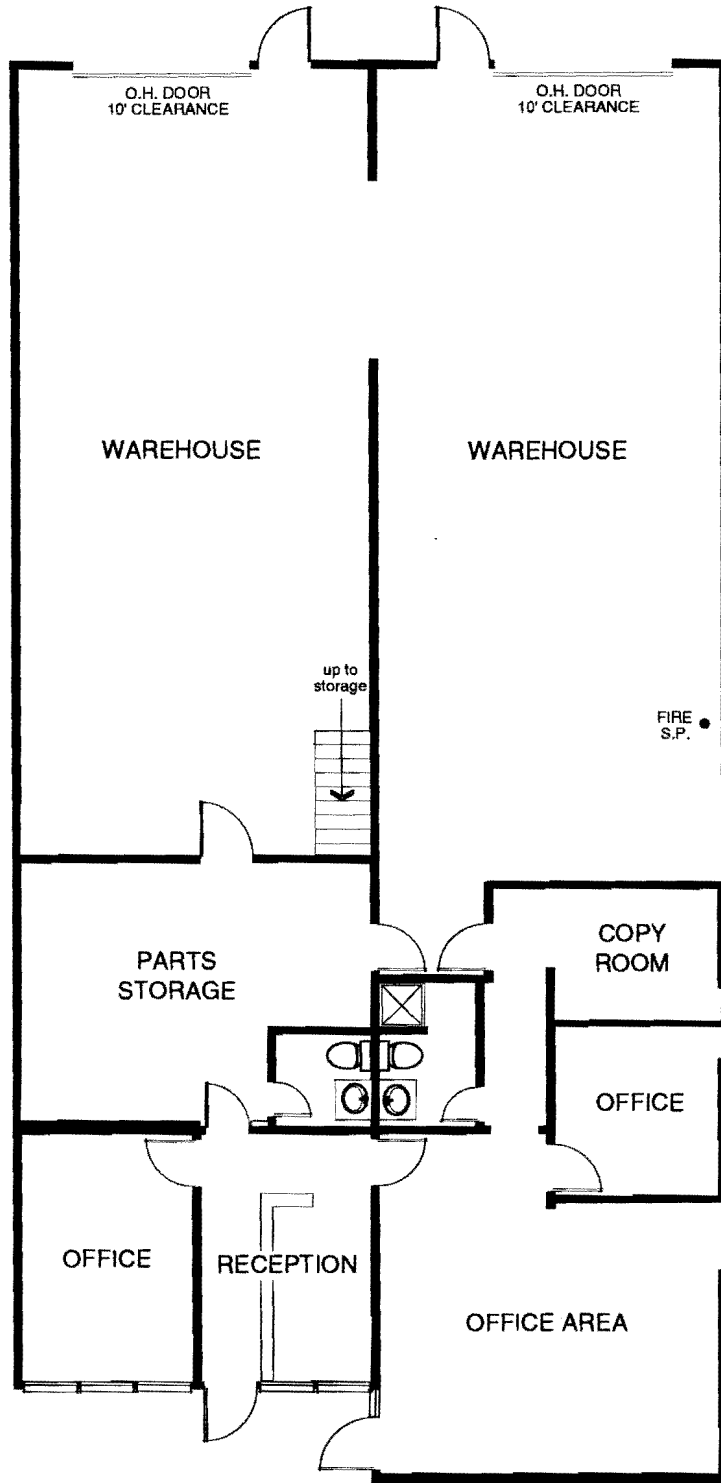 O.H. DOOR
10' CLEARANCE
O.H. DOOR
10' CLEARANCE
WAREHOUSE
WAREHOUSE
up to
storage
FIRE
S.P.
PARTS
STORAGE
COPY
ROOM
OFFICE
OFFICE
RECEPTION
OFFICE AREA